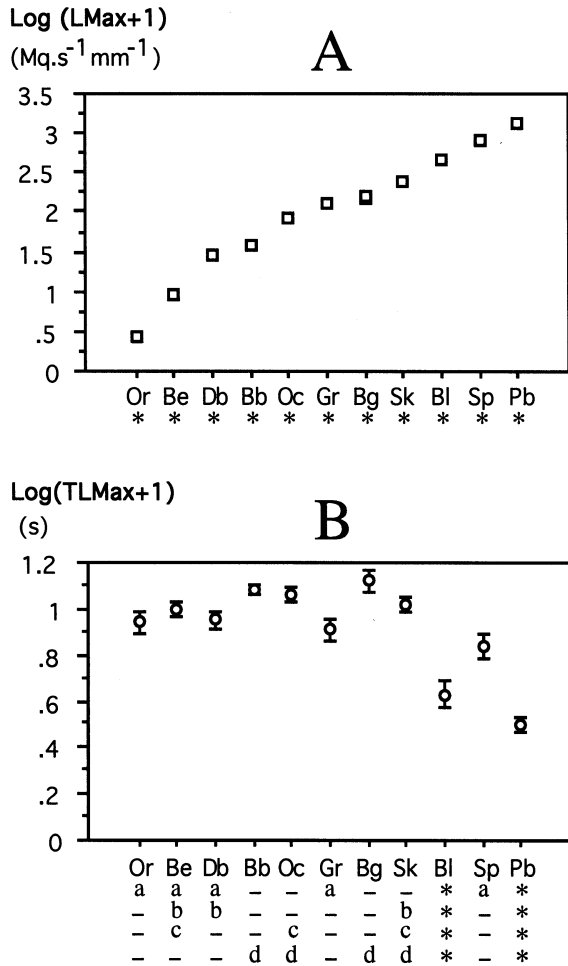 Log (LMax+1)
(Mq.s⁻¹ mm⁻¹)
A
3.5
3
2.5
2
1.5
1
.5
0
Or Be Db Bb Oc Gr Bg Sk Bl Sp Pb
* * * * * * * * * * *
Log(TLMax+1)
(s)
B
1.2
1
.8
.6
.4
.2
0
Or Be Db Bb Oc Gr Bg Sk Bl Sp Pb
a a a – – a – – * a *
– b b – – – – b * – *
– c – – c – – c * – *
– – – d d – d d * – *